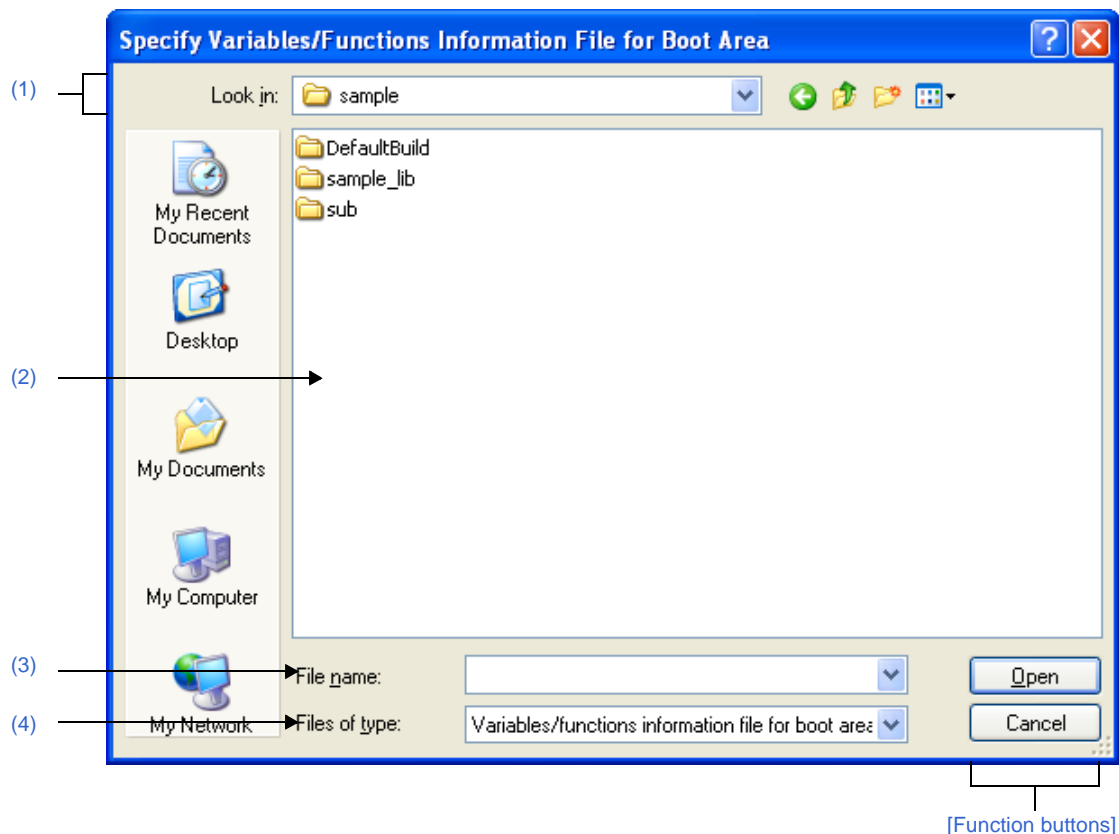 Specify Variables/Functions Information File for Boot Area
(1)
Look in:
sample
DefaultBuild
sample_lib
sub
My Recent
Documents
Desktop
(2)
My Documents
My Computer
(3)
File name:
Open
My Network
(4)
Files of type:
Variables/functions information file for boot area
Cancel
[Function buttons]